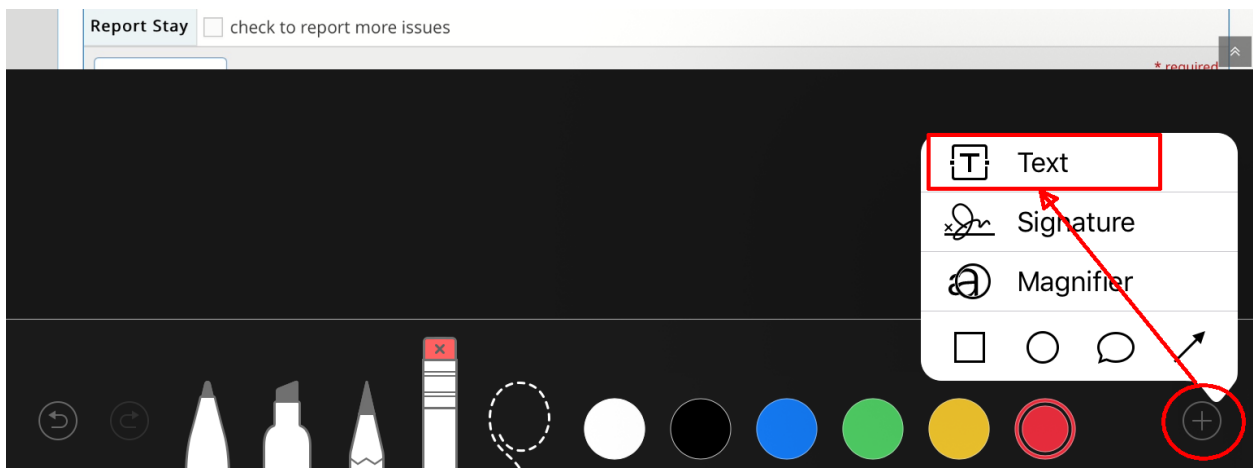 Report Stay check to report more issues
* required
Text
Signature
Magnifier